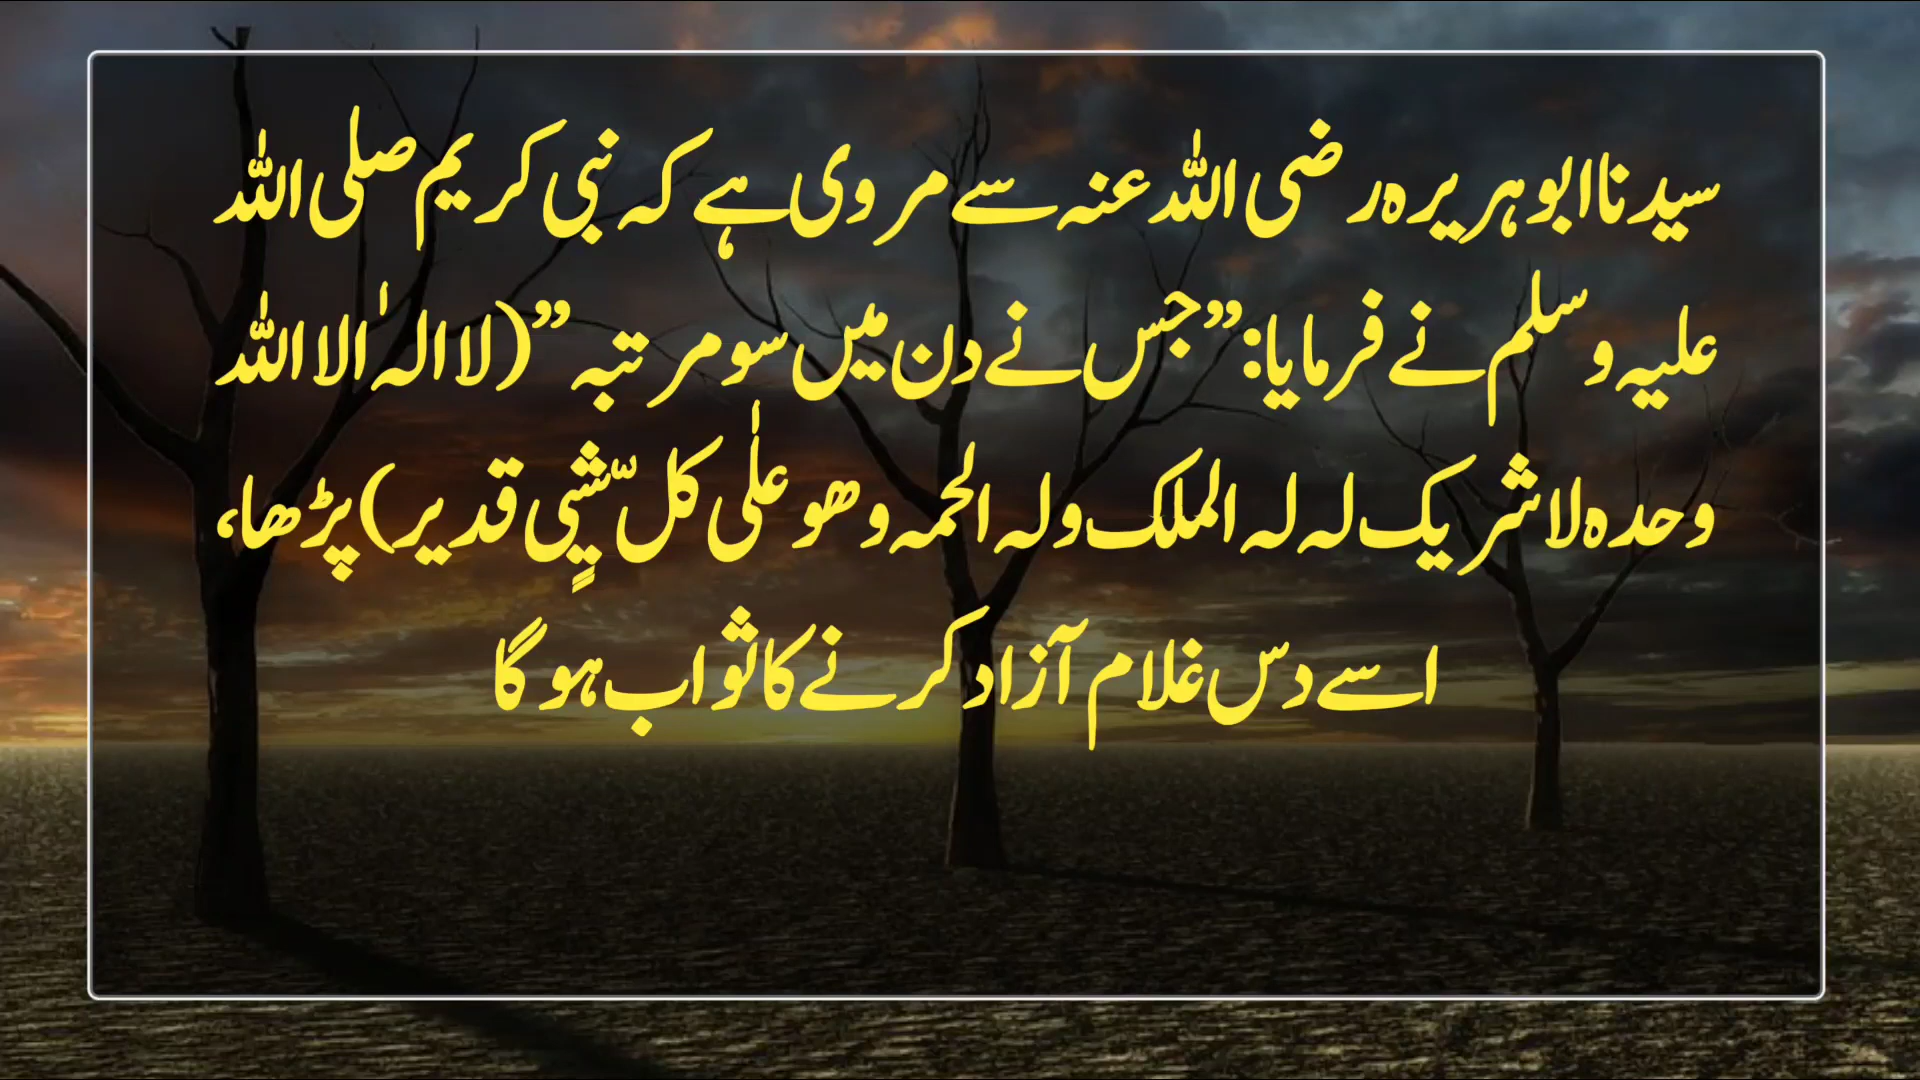 سیدنا ابوہریرہ رضی اللہ عنہ سے مروی ہے کہ نبی کریم صلی اللہ
علیہ وسلم نے فرمایا: ”جس نے دن میں سو مرتبہ ”(لا الہٰ الا اللہ
وحدہ لا شریک لہ لہ الملک ولہ الحمہ وھو علٰی کلّ شٍیی قدیر) پڑھا،
اسے دس غلام آزاد کرنے کا ثواب ہو گا